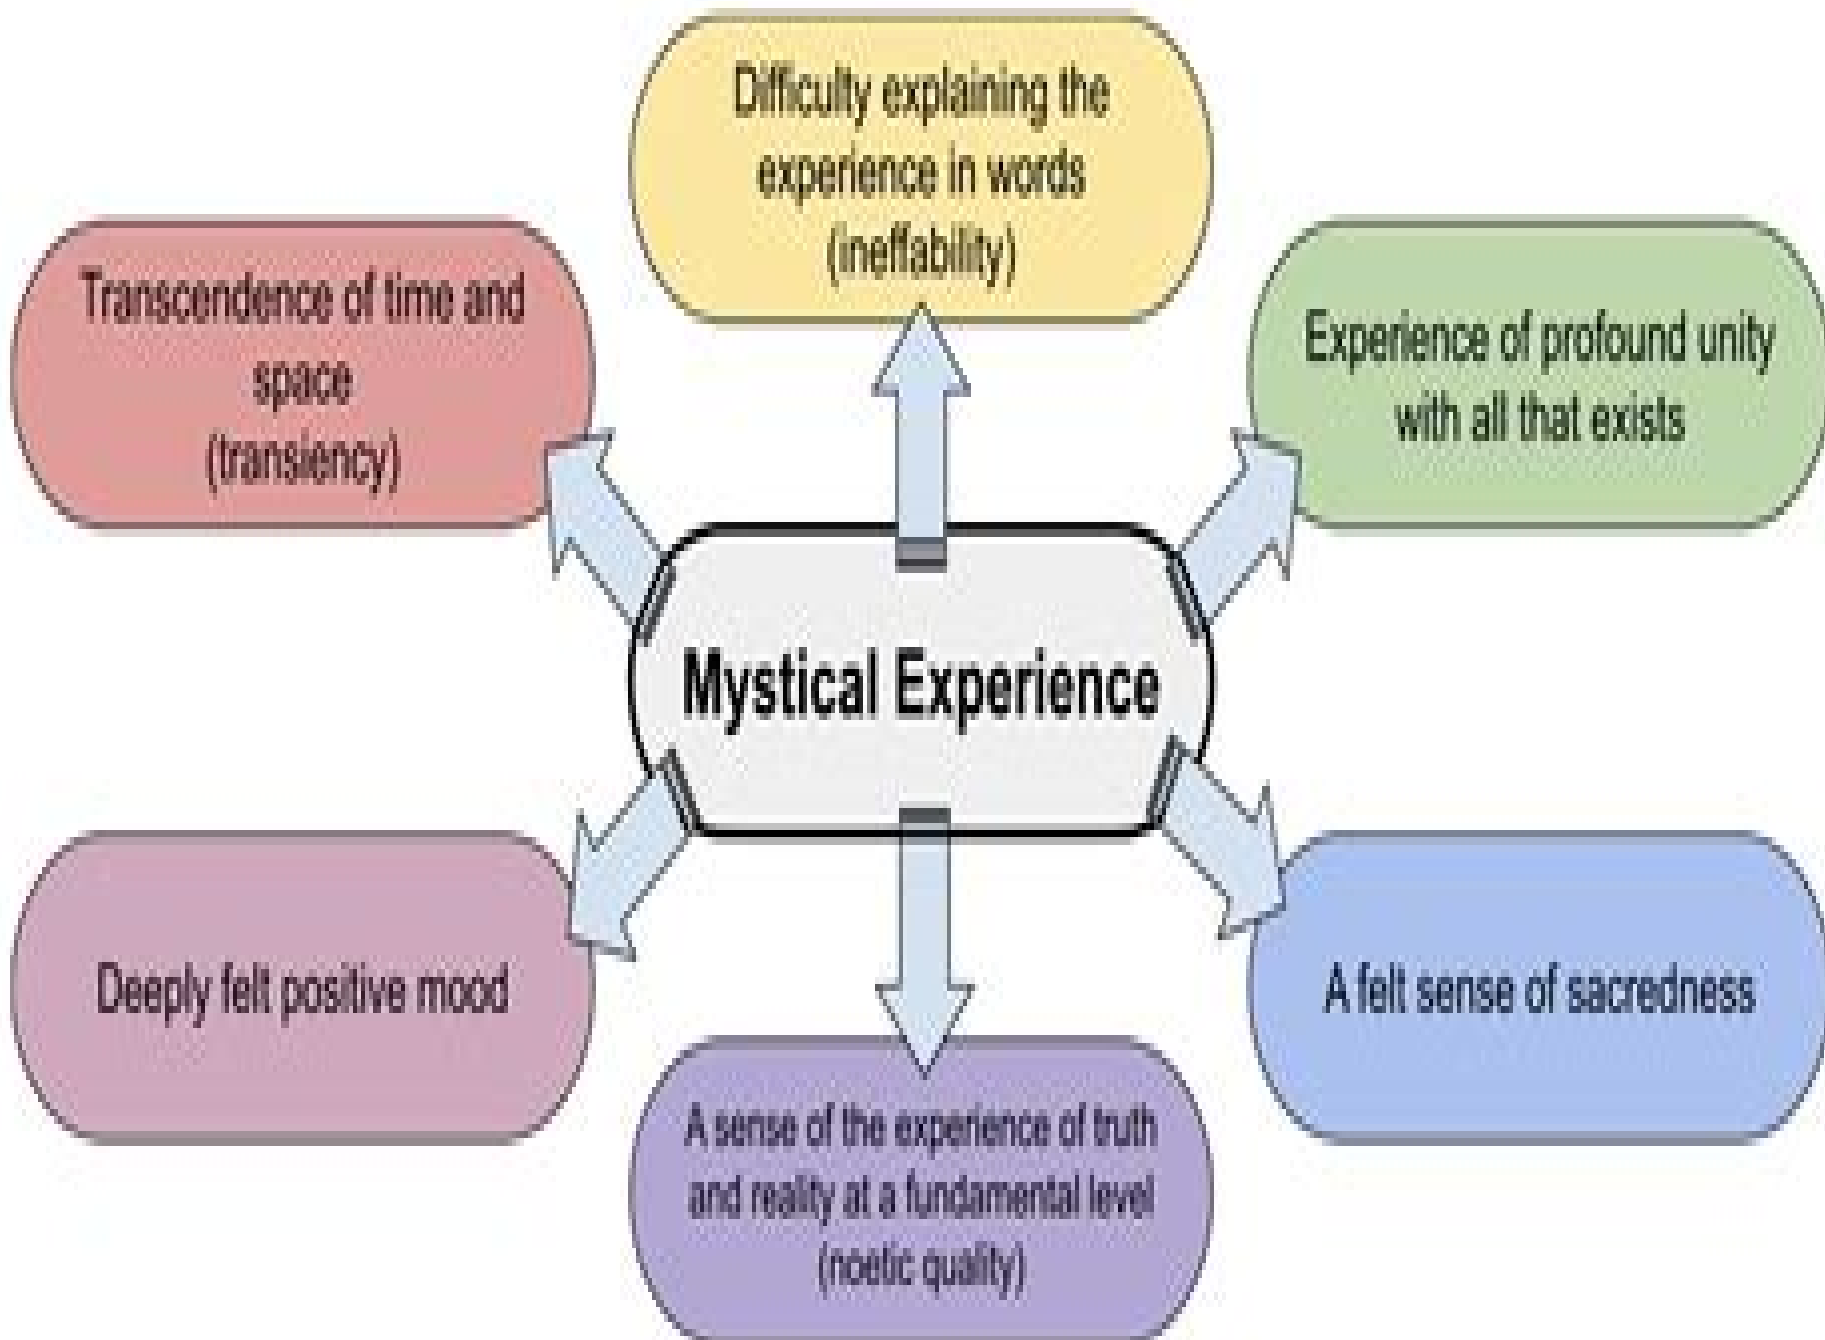 Difficulty explaining the
experience in words
(ineffability)
Transcendence of time and
space
(transiency)
Experience of profound unity
with all that exists
Mystical Experience
Deeply felt positive mood
A felt sense of sacredness
A sense of the experience of truth
and reality at a fundamental level
(noetic quality)